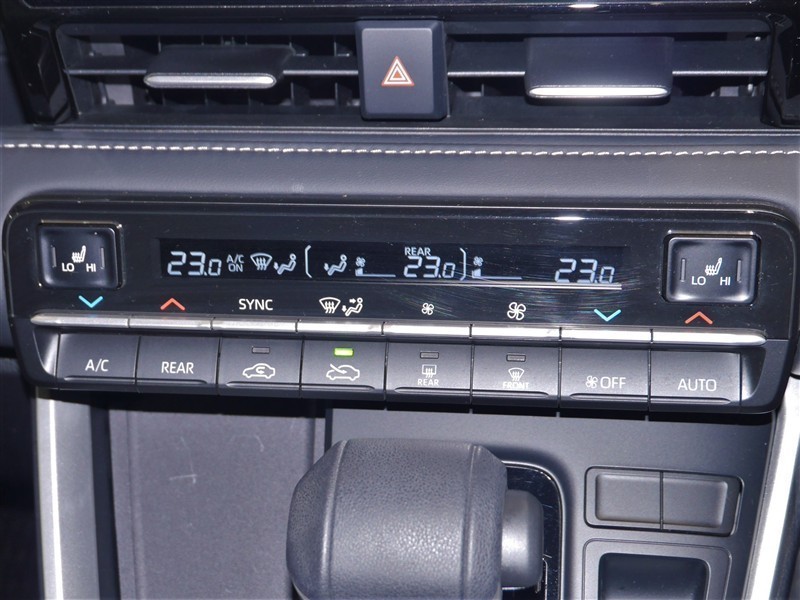 REAR
23.0 A/C ON 23.0 23.0
LO HI LO HI
SYNC
A/C REAR REAR FRONT OFF AUTO